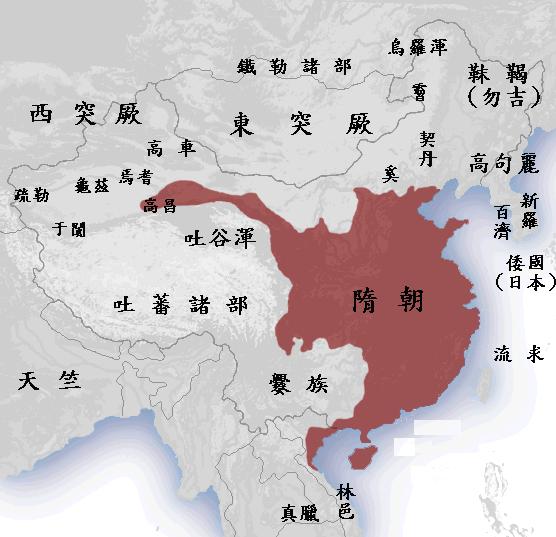 烏羅渾
鐵勒諸部
靺鞨
(勿吉)
霫
西突厥
東突厥
契丹
高車
高句麗
奚
焉耆
龜茲
疏勒
高昌
新羅
百濟
于闐
吐谷渾
倭國
(日本)
吐蕃諸部
隋朝
流求
天竺
爨族
林邑
真臘